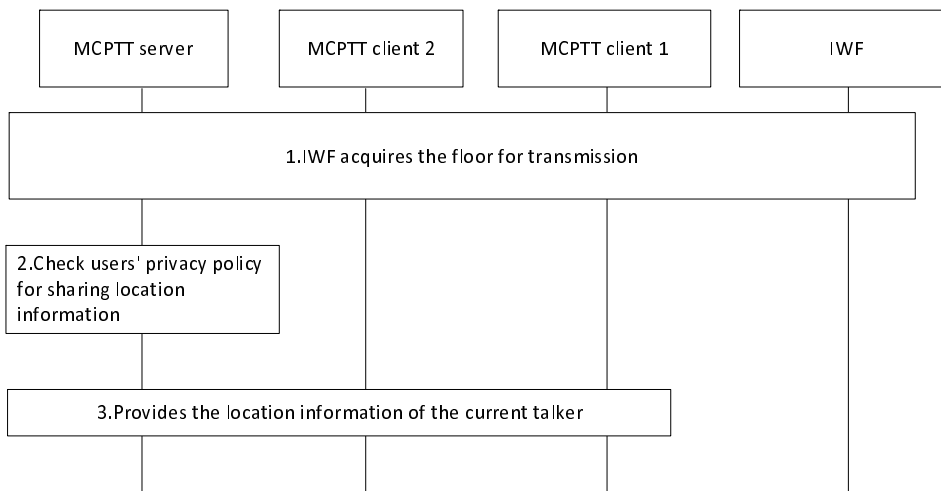 MCPTT server
MCPTT client 2
MCPTT client 1
IWF
1.IWF acquires the floor for transmission
2.Check users' privacy policy
for sharing location
information
3.Provides the location information of the current talker